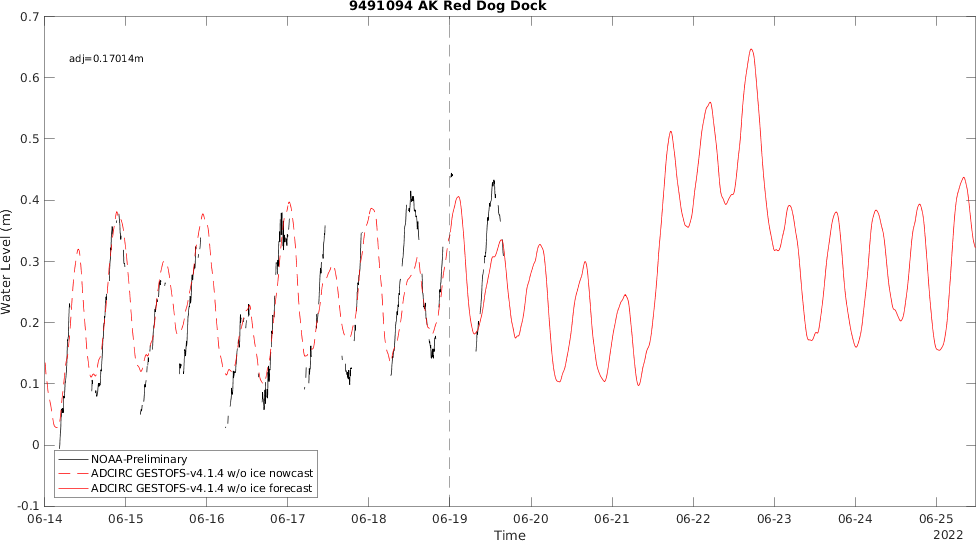 9491094 AK Red Dog Dock
0.7
adj=0.17014m
0.6
0.5
0.4
Water Level (m)
0.3
0.2
0.1
0
NOAA-Preliminary
ADCIRC GESTOFS-v4.1.4 w/o ice nowcast
ADCIRC GESTOFS-v4.1.4 w/o ice forecast
-0.1
06-14 06-15 06-16 06-17 06-18 06-19 06-20 06-21 06-22 06-23 06-24 06-25
Time
2022